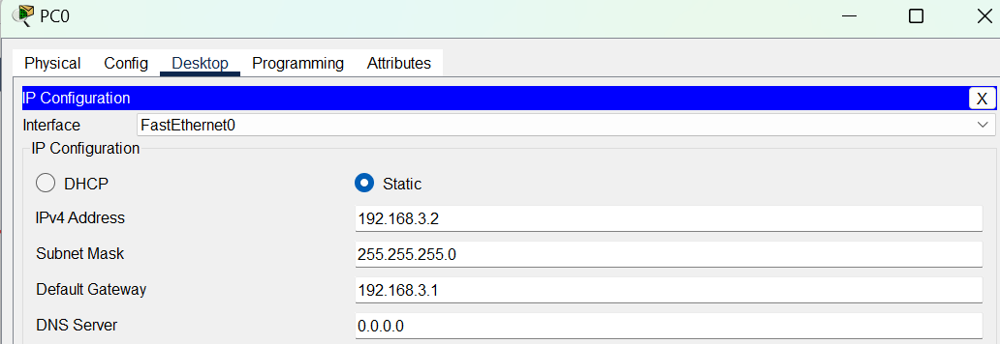 PC0
Physical Config Desktop Programming Attributes
IP Configuration X
Interface FastEthernet0
IP Configuration
DHCP Static
IPv4 Address 192.168.3.2
Subnet Mask 255.255.255.0
Default Gateway 192.168.3.1
DNS Server 0.0.0.0